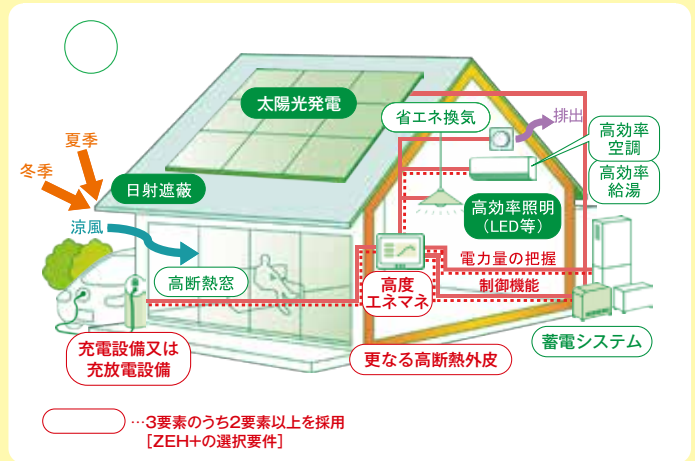 太陽光発電
省エネ換気
排出
高効率
空調
高効率
給湯
夏季
冬季
日射遮蔽
涼風
高効率照明
(LED等)
高断熱窓
電力量の把握
高度
エネマネ
制御機能
充電設備又は
充放電設備
更なる高断熱外皮
蓄電システム
…3要素のうち2要素以上を採用
[ZEH+の選択要件]